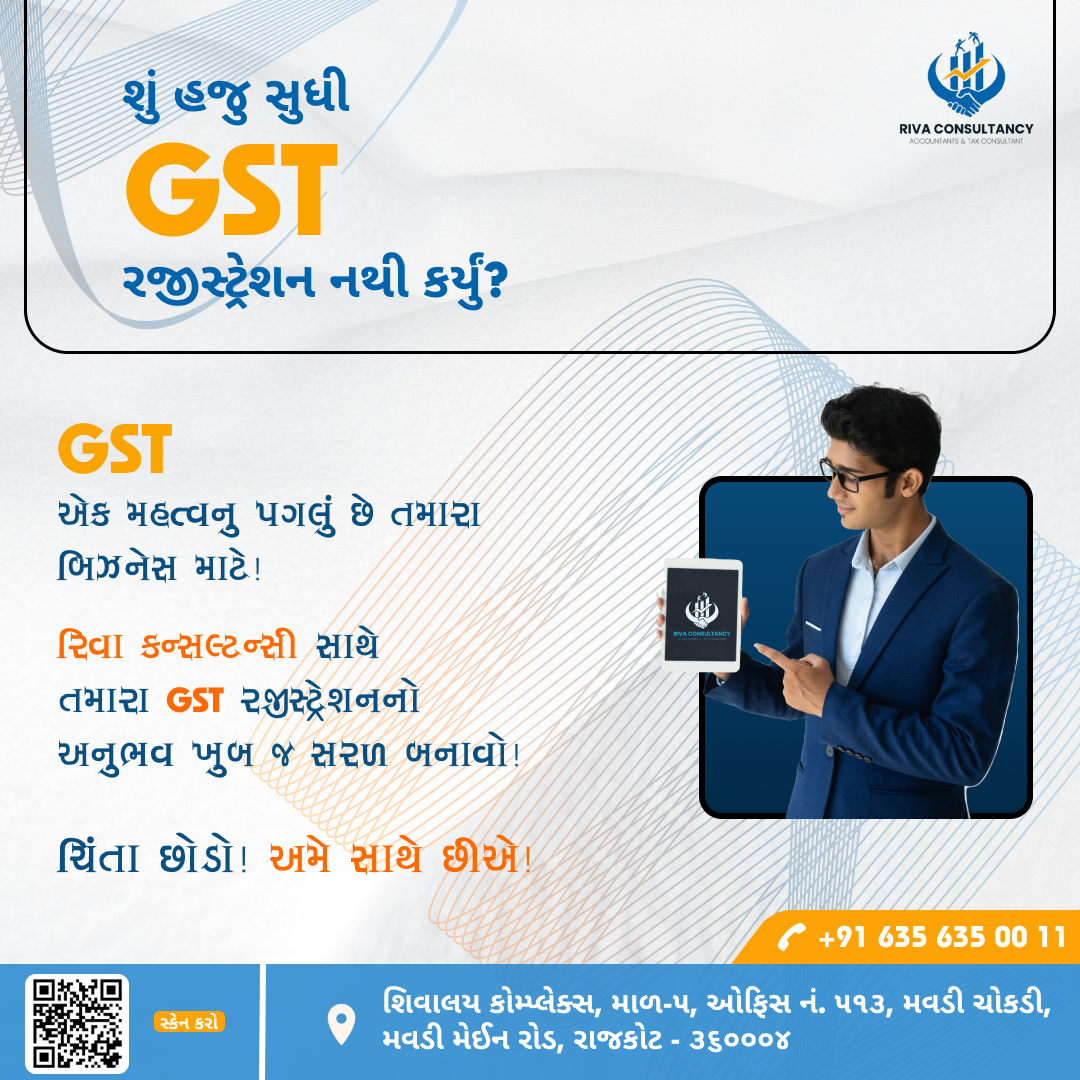 શું હજુ સુધી
GST
રજીસ્ટ્રેશન નથી કર્યું?
RIVA CONSULTANCY
ACCOUNTANTS & TAX CONSULTANT
GST
એક મહત્વનુ પગલું છે તમારા
બિઝનેસ માટે!
રિવા કન્સલ્ટન્સી સાથે
તમારા GST રજીસ્ટ્રેશનનો
અનુભવ ખુબ જ સરળ બનાવો!
ચિંતા છોડો! અમે સાથે છીએ!
RIVA CONSULTANCY
+91 635 635 00 11
સ્કેન કરો
શિવાલય કોમ્પ્લેક્સ, માળ-૫, ઓફિસ નં. ૫૧૩, મવડી ચોકડી,
મવડી મેઈન રોડ, રાજકોટ - ૩૬૦૦૦૪